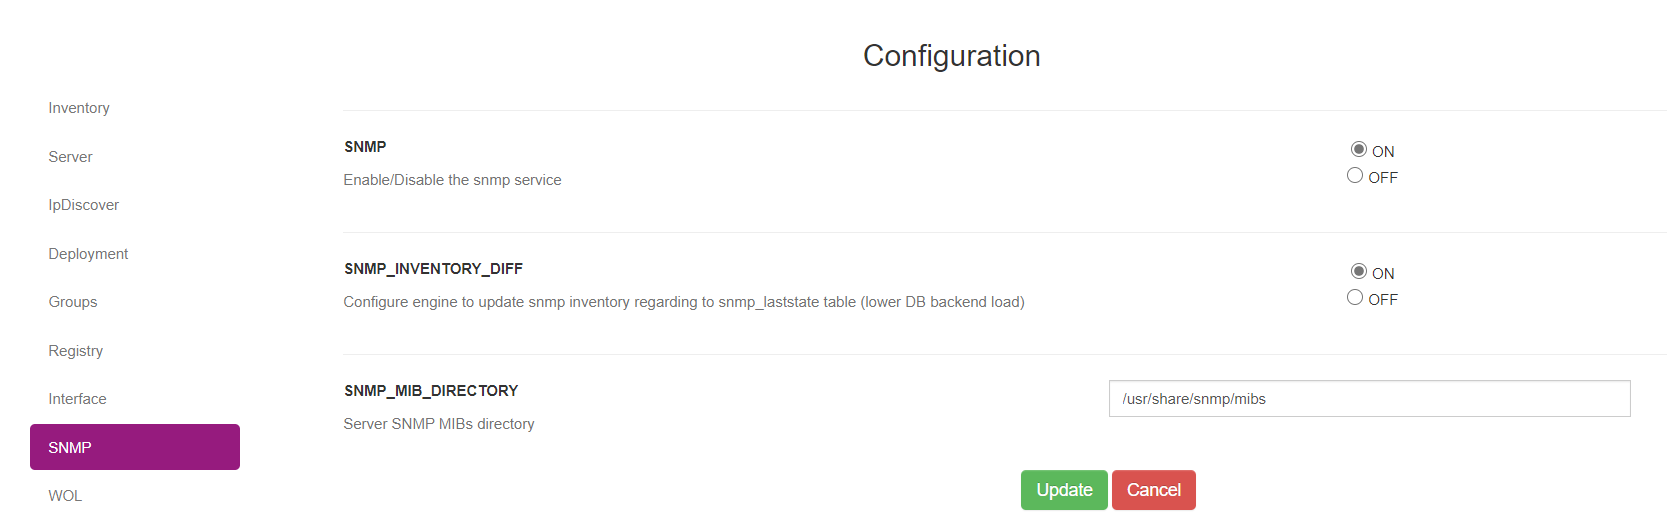 Configuration
Inventory
Server
IpDiscover
Deployment
Groups
Registry
Interface
SNMP
WOL
SNMP
Enable/Disable the snmp service
ON
OFF
SNMP_INVENTORY_DIFF
Configure engine to update snmp inventory regarding to snmp_laststate table (lower DB backend load)
ON
OFF
SNMP_MIB_DIRECTORY
Server SNMP MIBs directory
/usr/share/snmp/mibs
Update Cancel